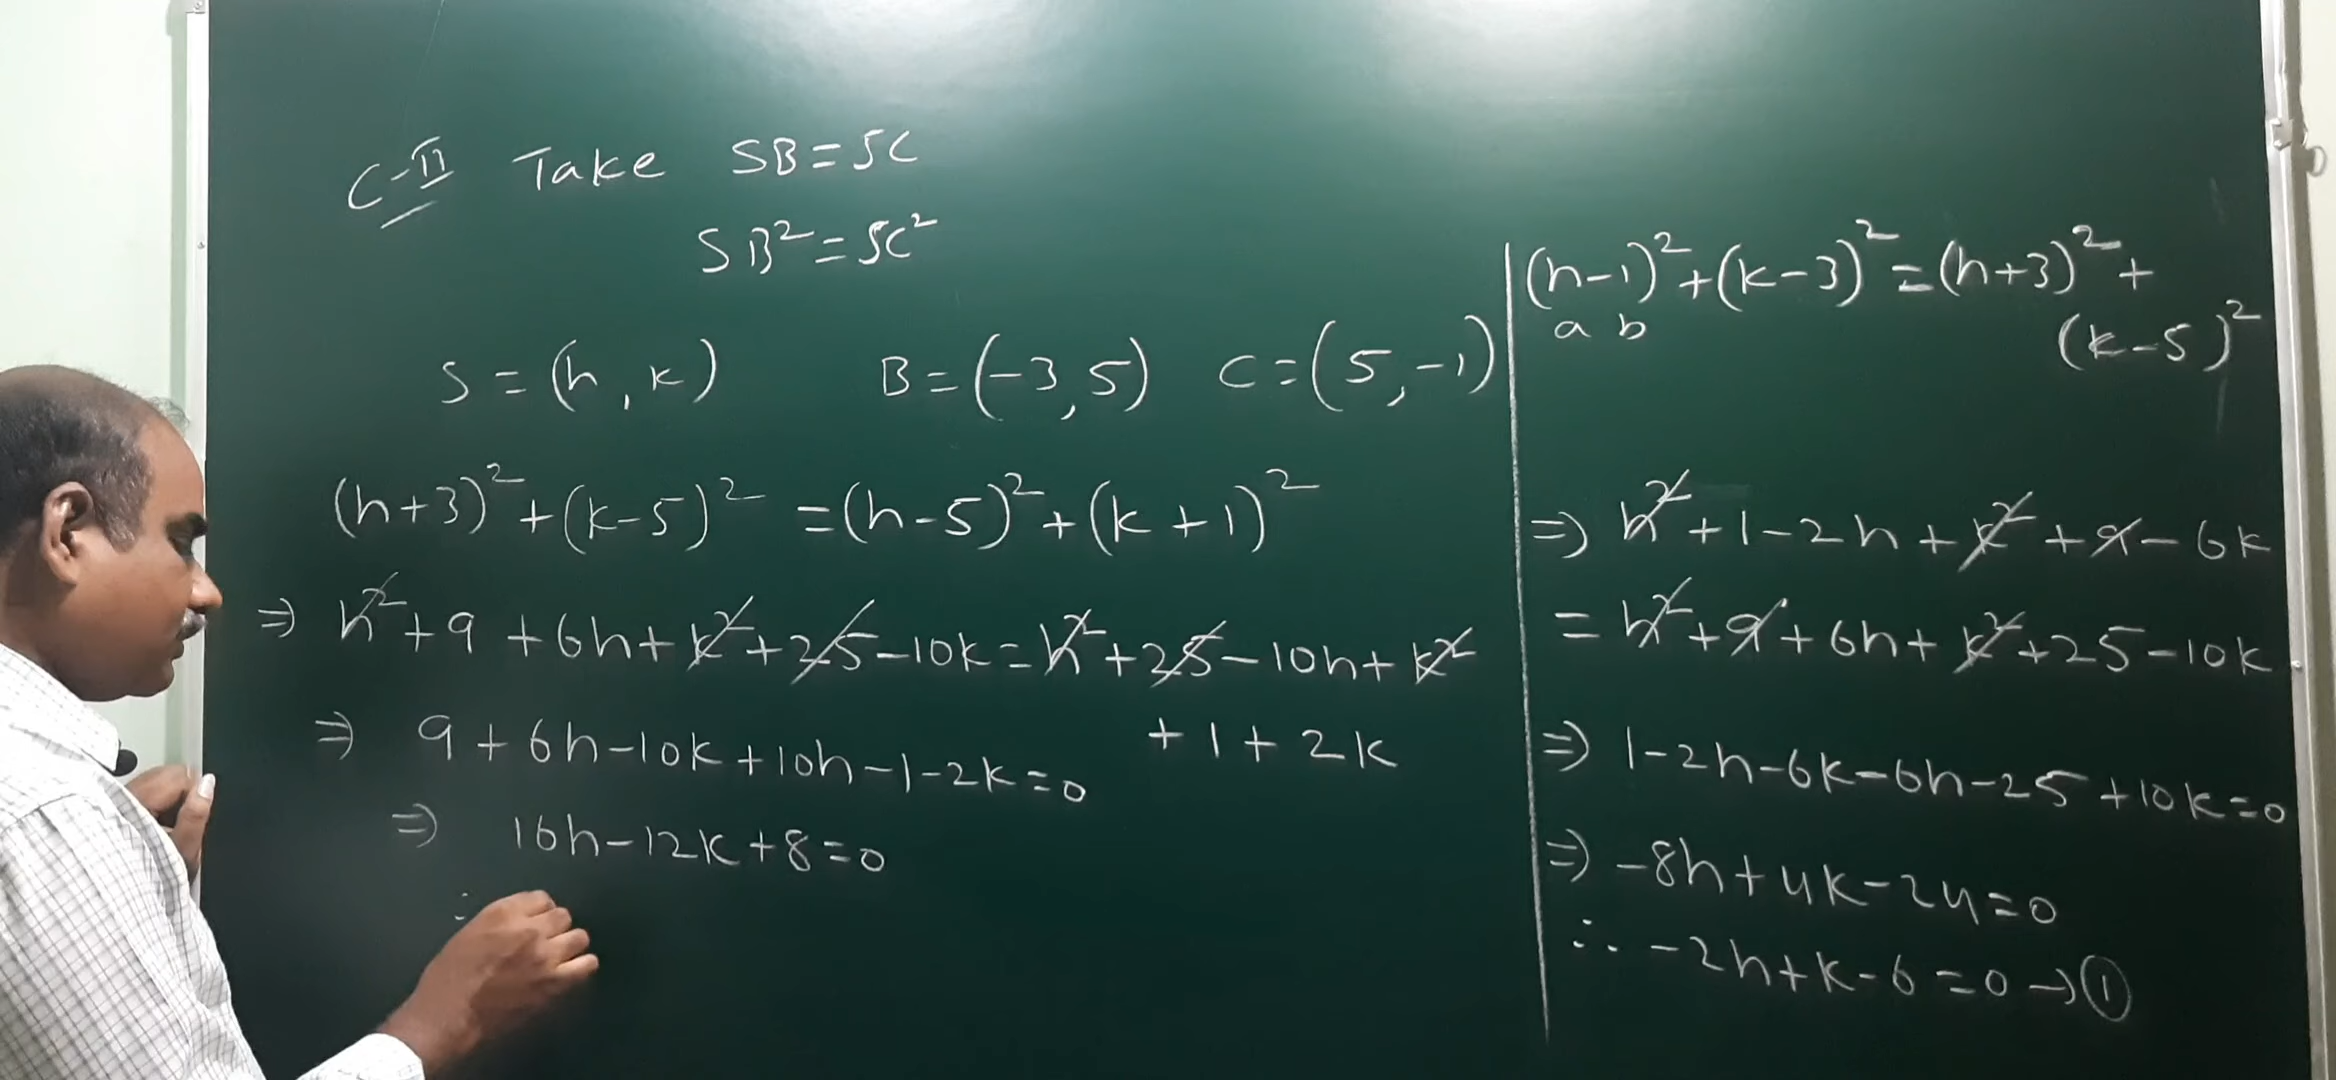 C-II Take SB=SC
SB²=SC²
S=(h, k) B=(-3,5) C=(5,-1)
(h+3)²+(k-5)² =(h-5)²+(k+1)²
⇒ h²+9+6h+k²+25-10k=h²+25-10h+k²
+1+2k
⇒ 9+6h-10k+10h-1-2k=0
⇒ 16h-12k+8=0
(h-1)²+(k-3)²=(h+3)²+
a b
(k-5)²
⇒ h²+1-2h+k²+9-6k
=h²+9+6h+k²+25-10k
⇒ 1-2h-6k-6h-25+10k=0
⇒ -8h+4k-24=0
∴ -2h+k-6=0→①